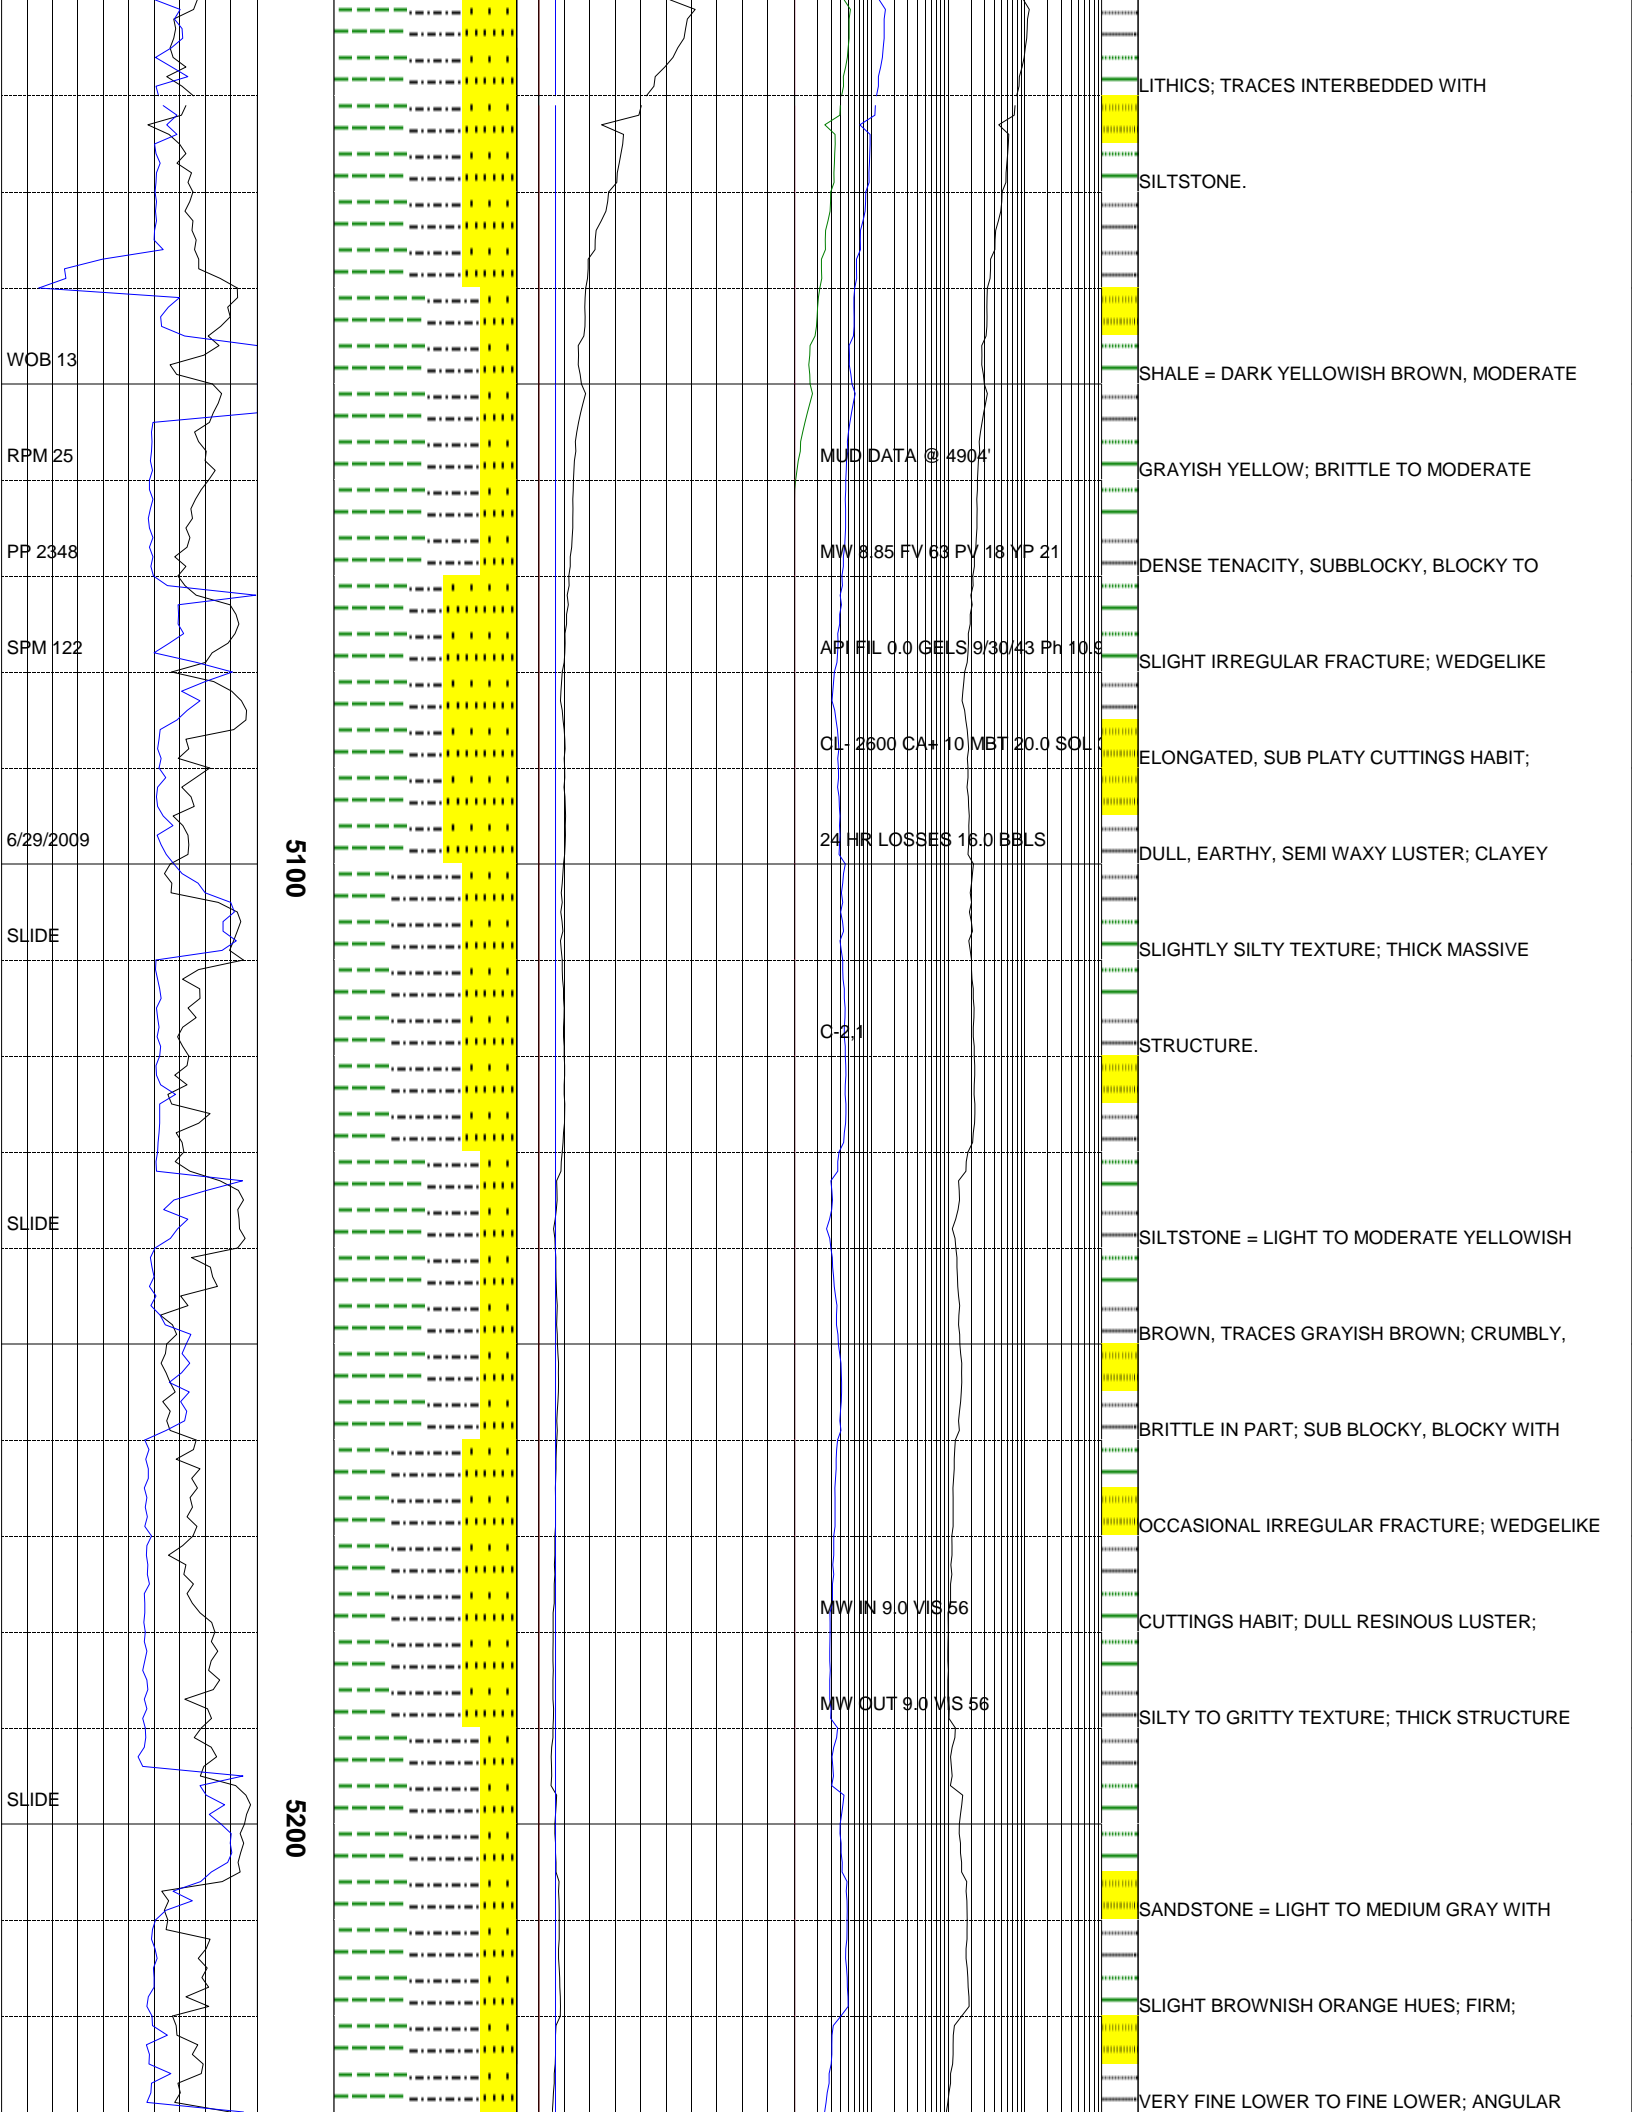 LITHICS; TRACES INTERBEDDED WITH
SILTSTONE.
WOB 13
SHALE = DARK YELLOWISH BROWN, MODERATE
RPM 25
MUD DATA @ 4904'
GRAYISH YELLOW; BRITTLE TO MODERATE
PP 2348
MW 8.85 FV 63 PV 18 YP 21
DENSE TENACITY, SUBBLOCKY, BLOCKY TO
SPM 122
API FIL 0.0 GELS 9/30/43 Ph 10.9
SLIGHT IRREGULAR FRACTURE; WEDGELIKE
CL- 2600 CA+ 10 MBT 20.0 SOL
ELONGATED, SUB PLATY CUTTINGS HABIT;
6/29/2009
5100
24 HR LOSSES 16.0 BBLS
DULL, EARTHY, SEMI WAXY LUSTER; CLAYEY
SLIDE
SLIGHTLY SILTY TEXTURE; THICK MASSIVE
C-2,1
STRUCTURE.
SLIDE
SILTSTONE = LIGHT TO MODERATE YELLOWISH
BROWN, TRACES GRAYISH BROWN; CRUMBLY,
BRITTLE IN PART; SUB BLOCKY, BLOCKY WITH
OCCASIONAL IRREGULAR FRACTURE; WEDGELIKE
MW IN 9.0 VIS 56
CUTTINGS HABIT; DULL RESINOUS LUSTER;
MW OUT 9.0 VIS 56
SILTY TO GRITTY TEXTURE; THICK STRUCTURE
SLIDE
5200
SANDSTONE = LIGHT TO MEDIUM GRAY WITH
SLIGHT BROWNISH ORANGE HUES; FIRM;
VERY FINE LOWER TO FINE LOWER; ANGULAR